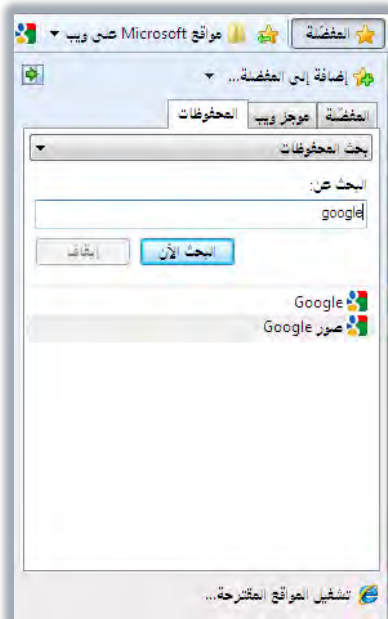 المفضلة مواقع Microsoft على ويب
إضافة إلى المفضلة...
المفضلة موجز ويب المحفوظات
بحث المحفوظات
البحث عن:
google
البحث الآن إيقاف
Google
صور Google
تشغيل المواقع المقترحة...